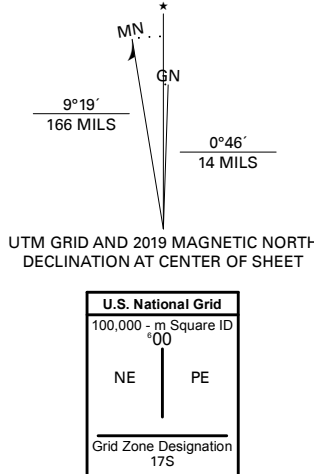 ★
MN
GN
9°19´
166 MILS
0°46´
14 MILS
UTM GRID AND 2019 MAGNETIC NORTH
DECLINATION AT CENTER OF SHEET
U.S. National Grid
100,000 - m Square ID
⁶00
NE PE
Grid Zone Designation
17S